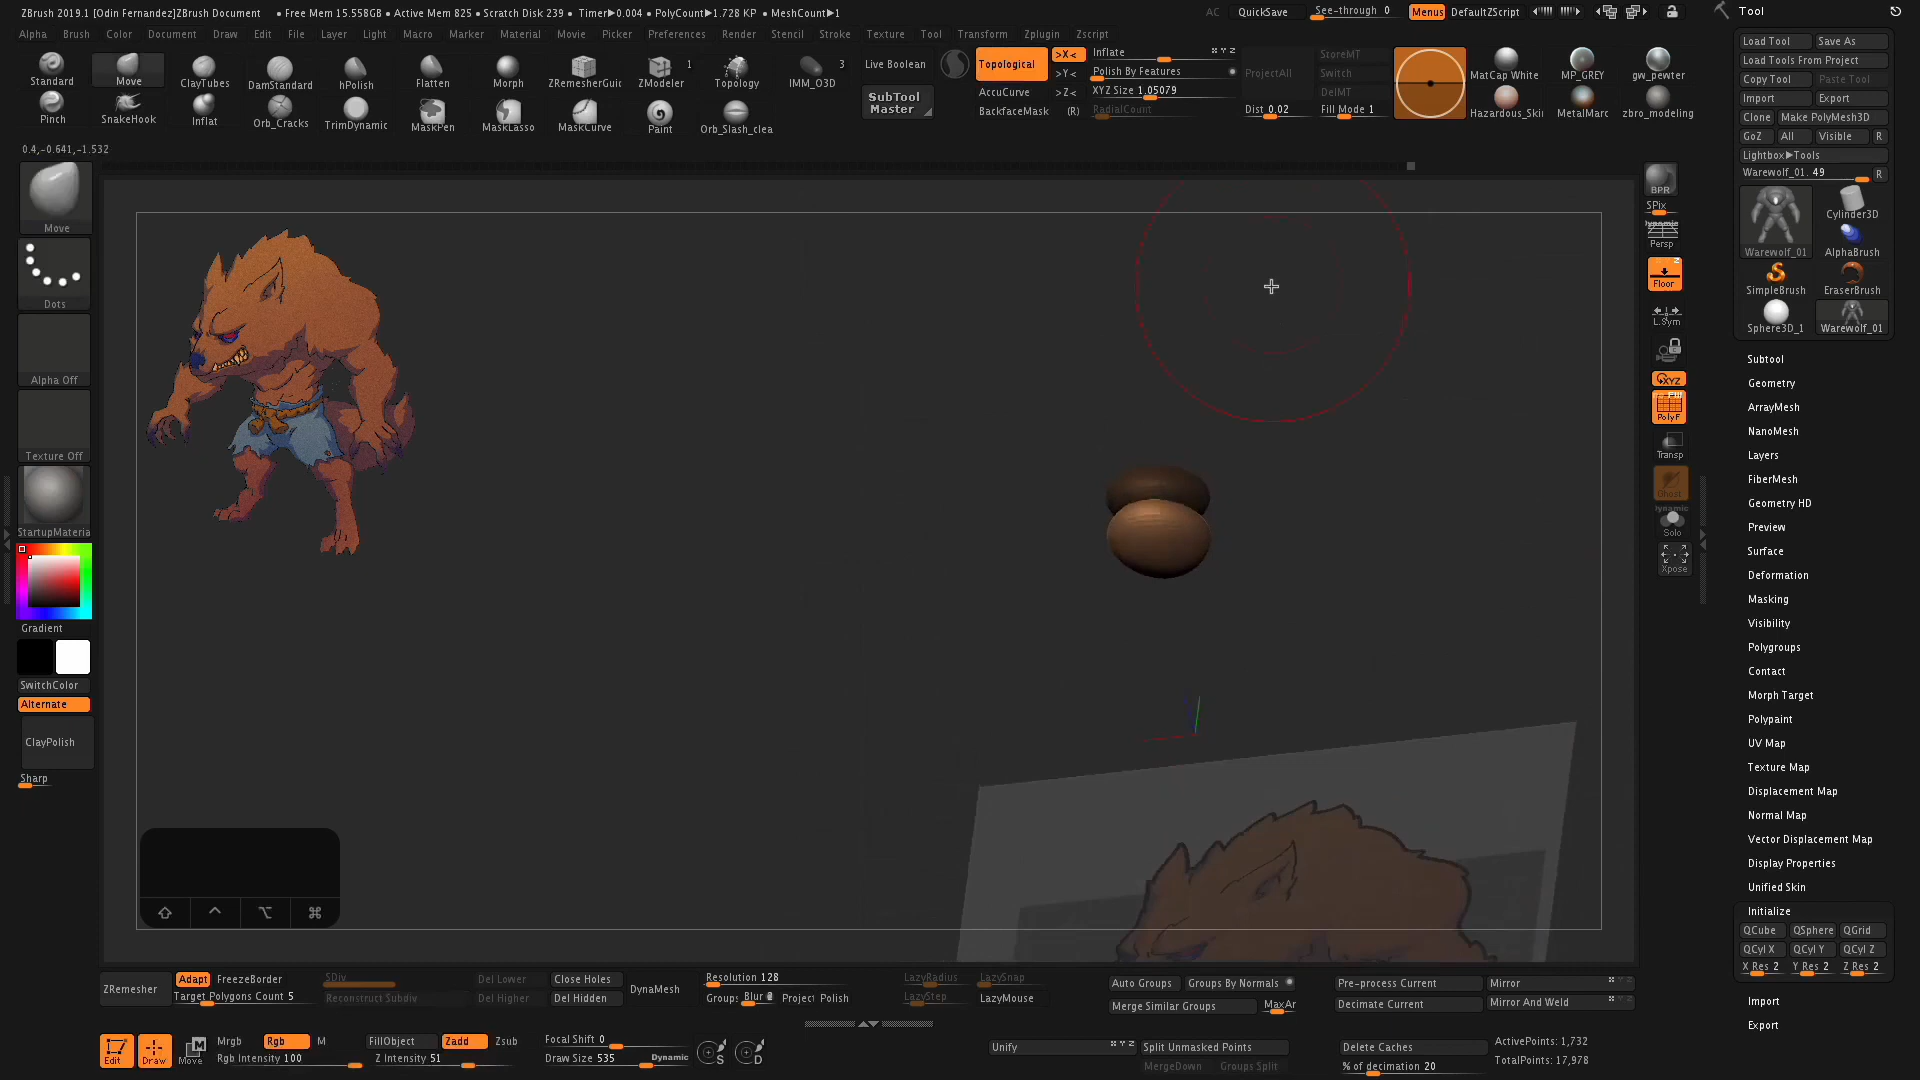 ZBrush 2019.1 [Odin Fernandez]ZBrush Document • Free Mem 15.558GB • Active Mem 825 • Scratch Disk 239 • Timer▶0.004 • PolyCount▶1.728 KP • MeshCount▶1 AC QuickSave See-through 0 Menus DefaultZScript Tool
Alpha Brush Color Document Draw Edit File Layer Light Macro Marker Material Movie Picker Preferences Render Stencil Stroke Texture Tool Transform Zplugin Zscript
Standard Move ClayTubes DamStandard hPolish Flatten Morph ZRemesherGuid ZModeler 1 Topology IMM_O3D 3
Pinch SnakeHook Inflat Orb_Cracks TrimDynamic MaskPen MaskLasso MaskCurve Paint Orb_Slash_clea
Live Boolean
SubTool
Master
Topological
AccuCurve
BackfaceMask (R)
>X<
>Y<
>Z<
Inflate X Y Z
Polish By Features
XYZ Size 1.05079
RadialCount
ProjectAll
Dist 0.02
StoreMT
Switch
DelMT
Fill Mode 1
MatCap White MP_GREY gw_pewter
Hazardous_Skin MetalMarc zbro_modeling
0.4,-0.641,-1.532
Move
Dots
Alpha Off
Texture Off
StartupMateria
Gradient
SwitchColor
Alternate
ClayPolish
Sharp
BPR
SPix
Dynamic
Persp
Floor
L.Sym
XYZ
PolyF
Transp
Ghost
Dynamic
Solo
Xpose
Load Tool Save As
Load Tools From Project
Copy Tool Paste Tool
Import Export
Clone Make PolyMesh3D
GoZ All Visible R
Lightbox▶Tools
Warewolf_01. 49 R
Warewolf_01 Cylinder3D
AlphaBrush
SimpleBrush EraserBrush
Sphere3D_1 Warewolf_01
Subtool
Geometry
ArrayMesh
NanoMesh
Layers
FiberMesh
Geometry HD
Preview
Surface
Deformation
Masking
Visibility
Polygroups
Contact
Morph Target
Polypaint
UV Map
Texture Map
Displacement Map
Normal Map
Vector Displacement Map
Display Properties
Unified Skin
Initialize
QCube QSphere QGrid
QCyl X QCyl Y QCyl Z
X Res 2 Y Res 2 Z Res 2
Import
Export
ZRemesher
Adapt FreezeBorder
Target Polygons Count 5
SDiv
Reconstruct Subdiv
Del Lower
Del Higher
Close Holes
Del Hidden
DynaMesh
Resolution 128
Groups Blur Project Polish
LazyRadius LazySnap
LazyStep LazyMouse
Auto Groups Groups By Normals
Merge Similar Groups MaxAr
Pre-process Current
Decimate Current
Mirror
Mirror And Weld
Edit Draw Move
Mrgb Rgb M
Rgb Intensity 100
FillObject Zadd Zsub
Z Intensity 51
Focal Shift 0
Draw Size 535 Dynamic
S D
Unify X Y Z
Split Unmasked Points
MergeDown Groups Split
Delete Caches
% of decimation 20
ActivePoints: 1,732
TotalPoints: 17,978